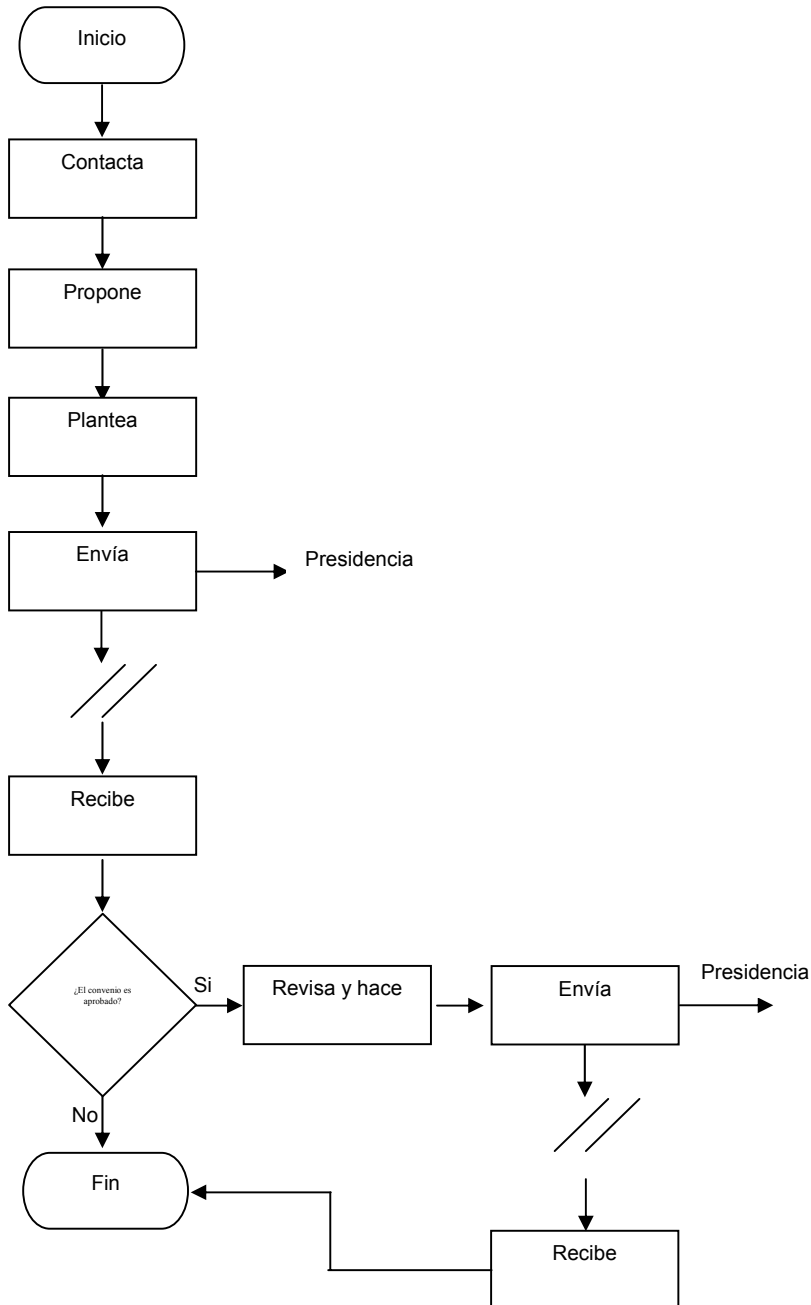 Inicio
Contacta
Propone
Plantea
Envía
Presidencia
Recibe
¿El convenio es
aprobado?
Si
Revisa y hace
Envía
Presidencia
No
Fin
Recibe